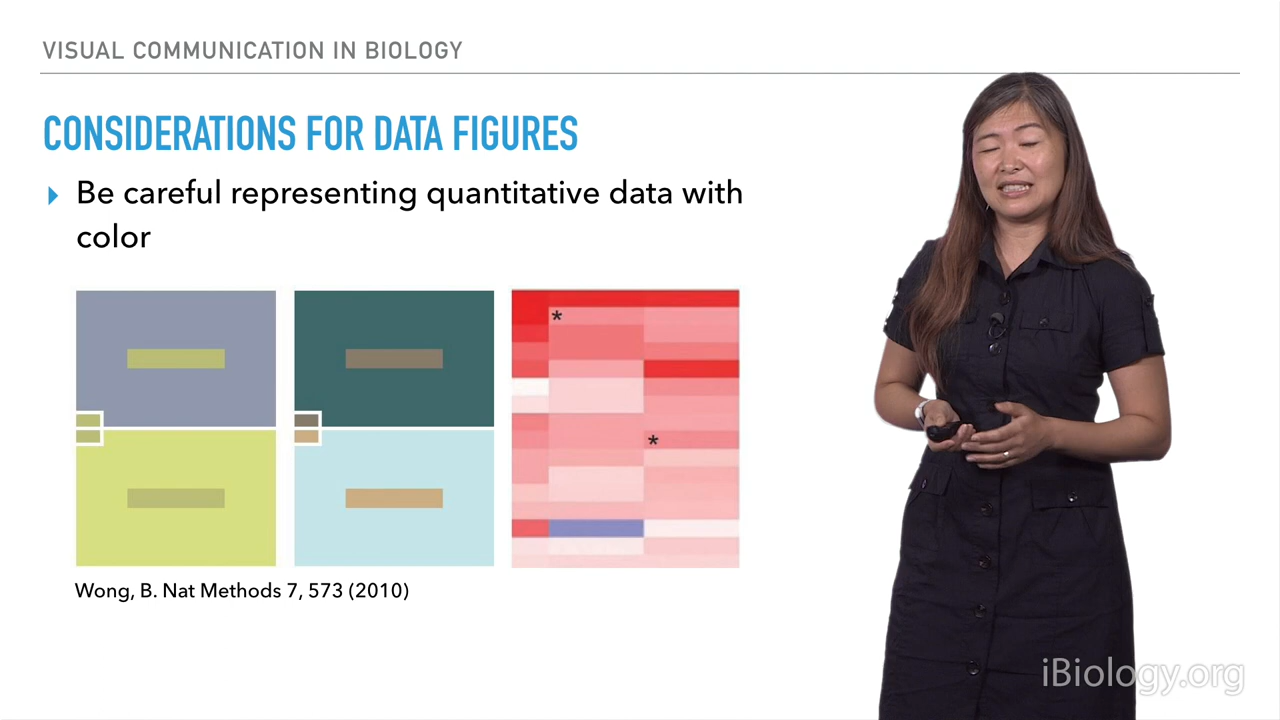 VISUAL COMMUNICATION IN BIOLOGY
CONSIDERATIONS FOR DATA FIGURES
Be careful representing quantitative data with
color
*
*
Wong, B. Nat Methods 7, 573 (2010)
iBiology.org